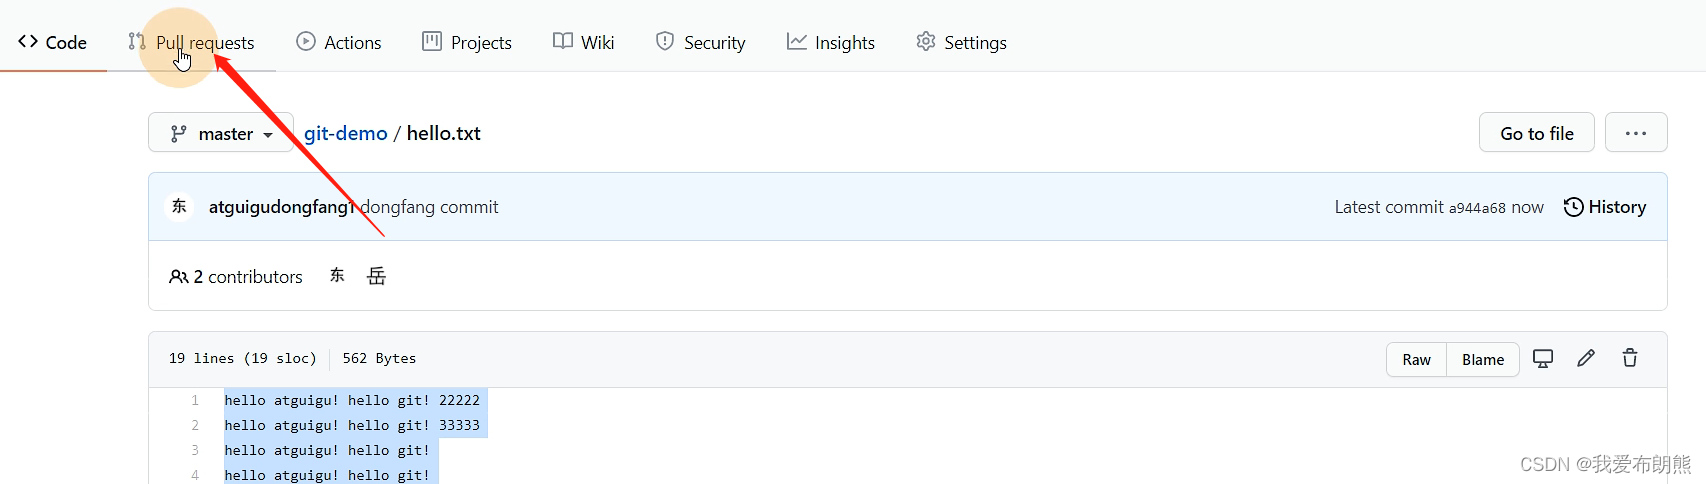 Code Pull requests Actions Projects Wiki Security Insights Settings
master git-demo / hello.txt Go to file ...
东 atguigudongfang1 dongfang commit Latest commit a944a68 now History
2 contributors 东 岳
19 lines (19 sloc) 562 Bytes Raw Blame
1 hello atguigu! hello git! 22222
2 hello atguigu! hello git! 33333
3 hello atguigu! hello git!
4 hello atguigu! hello git!
CSDN @我爱布朗熊